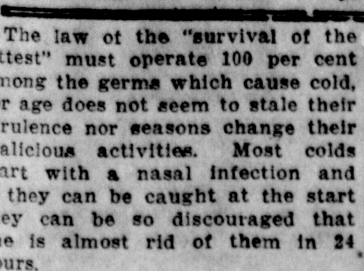 The law of the "survival of the
ttest" must operate 100 per cent
mong the germs which cause cold,
r age does not seem to stale their
rulence nor seasons change their
alicious activities. Most colds
art with a nasal infection and
they can be caught at the start
ey can be so discouraged that
e is almost rid of them in 24
ours.